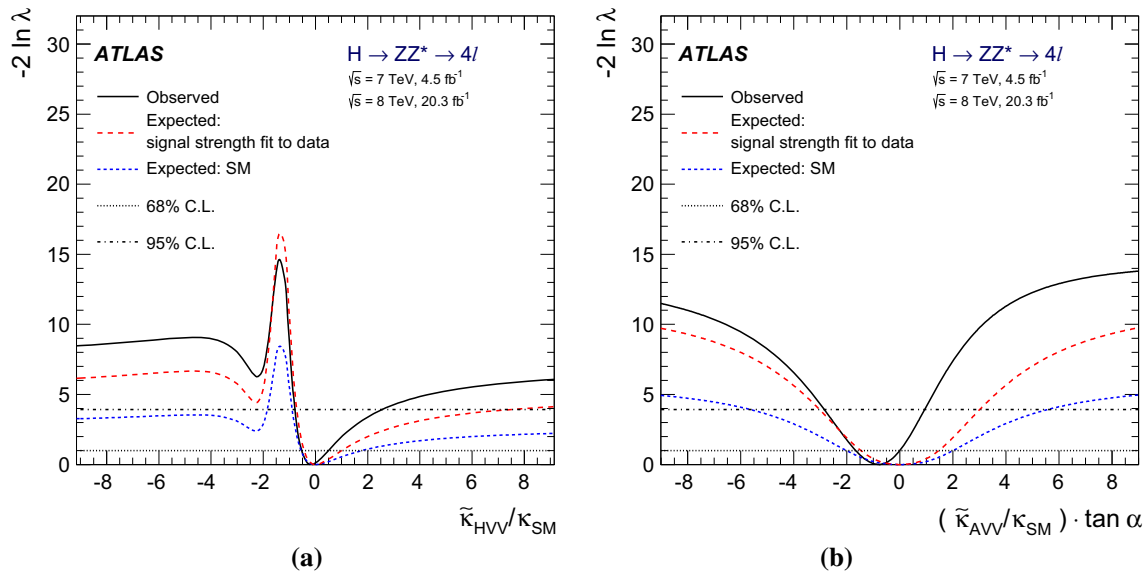 -2 ln λ
30
25
20
15
10
5
0
ATLAS
H → ZZ* → 4l
√s = 7 TeV, 4.5 fb⁻¹
√s = 8 TeV, 20.3 fb⁻¹
Observed
Expected:
signal strength fit to data
Expected: SM
68% C.L.
95% C.L.
-8 -6 -4 -2 0 2 4 6 8
κ̃HVV/κSM
(a)
-2 ln λ
30
25
20
15
10
5
0
ATLAS
H → ZZ* → 4l
√s = 7 TeV, 4.5 fb⁻¹
√s = 8 TeV, 20.3 fb⁻¹
Observed
Expected:
signal strength fit to data
Expected: SM
68% C.L.
95% C.L.
-8 -6 -4 -2 0 2 4 6 8
( κ̃AVV/κSM ) · tan α
(b)